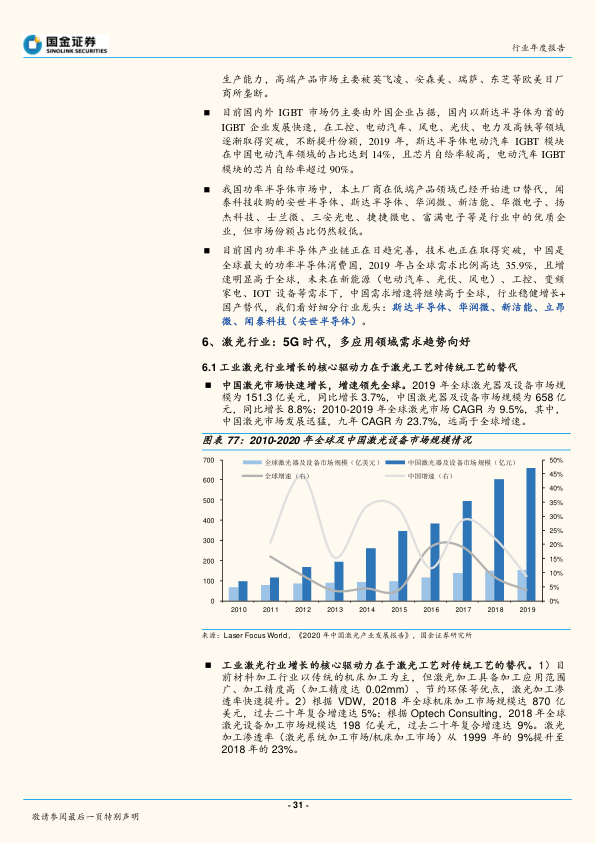 国金证券
SINOLINK SECURITIES
行业年度报告
生产能力，高端产品市场主要被英飞凌、安森美、瑞萨、东芝等欧美日厂
商所垄断。
■ 目前国内外 IGBT 市场仍主要由外国企业占据，国内以斯达半导体为首的
IGBT 企业发展快速，在工控、电动汽车、风电、光伏、电力及高铁等领域
逐渐取得突破，不断提升份额，2019 年，斯达半导体电动汽车 IGBT 模块
在中国电动汽车领域的占比达到 14%，且芯片自给率较高，电动汽车 IGBT
模块的芯片自给率超过 90%。
■ 我国功率半导体市场中，本土厂商在低端产品领域已经开始进口替代，闻
泰科技收购的安世半导体、斯达半导体、华润微、新洁能、华微电子、扬
杰科技、士兰微、三安光电、捷捷微电、富满电子等是行业中的优质企
业，但市场份额占比仍然较低。
■ 目前国内功率半导体产业链正在日趋完善，技术也正在取得突破，中国是
全球最大的功率半导体消费国，2019 年占全球需求比例高达 35.9%，且增
速明显高于全球，未来在新能源（电动汽车、光伏、风电）、工控、变频
家电、IOT 设备等需求下，中国需求增速将继续高于全球，行业稳健增长+
国产替代，我们看好细分行业龙头：斯达半导体、华润微、新洁能、立昂
微、闻泰科技（安世半导体）。
6、激光行业：5G 时代，多应用领域需求趋势向好
6.1 工业激光行业增长的核心驱动力在于激光工艺对传统工艺的替代
■ 中国激光市场快速增长，增速领先全球。2019 年全球激光器及设备市场规
模为 151.3 亿美元，同比增长 3.7%，中国激光器及设备市场规模为 658 亿
元，同比增长 8.8%；2010-2019 年全球激光市场 CAGR 为 9.5%，其中，
中国激光市场发展迅猛，九年 CAGR 为 23.7%，远高于全球增速。
图表 77：2010-2020 年全球及中国激光设备市场规模情况
全球激光器及设备市场规模（亿美元） 中国激光器及设备市场规模（亿元）
全球增速（右） 中国增速（右）
700 50%
600 45%
500 40%
400 35%
300 30%
200 25%
100 20%
0 15%
10%
5%
0%
2010 2011 2012 2013 2014 2015 2016 2017 2018 2019
来源：Laser Focus World，《2020 年中国激光产业发展报告》，国金证券研究所
■ 工业激光行业增长的核心驱动力在于激光工艺对传统工艺的替代。1）目
前材料加工行业以传统的机床加工为主，但激光加工具备加工应用范围
广、加工精度高（加工精度达 0.02mm）、节约环保等优点，激光加工渗
透率快速提升。2）根据 VDW，2018 年全球机床加工市场规模达 870 亿
美元，过去二十年复合增速达 5%；根据 Optech Consulting，2018 年全球
激光设备加工市场规模达 198 亿美元，过去二十年复合增速达 9%。激光
加工渗透率（激光系统加工市场/机床加工市场）从 1999 年的 9%提升至
2018 年的 23%。
- 31 -
敬请参阅最后一页特别声明